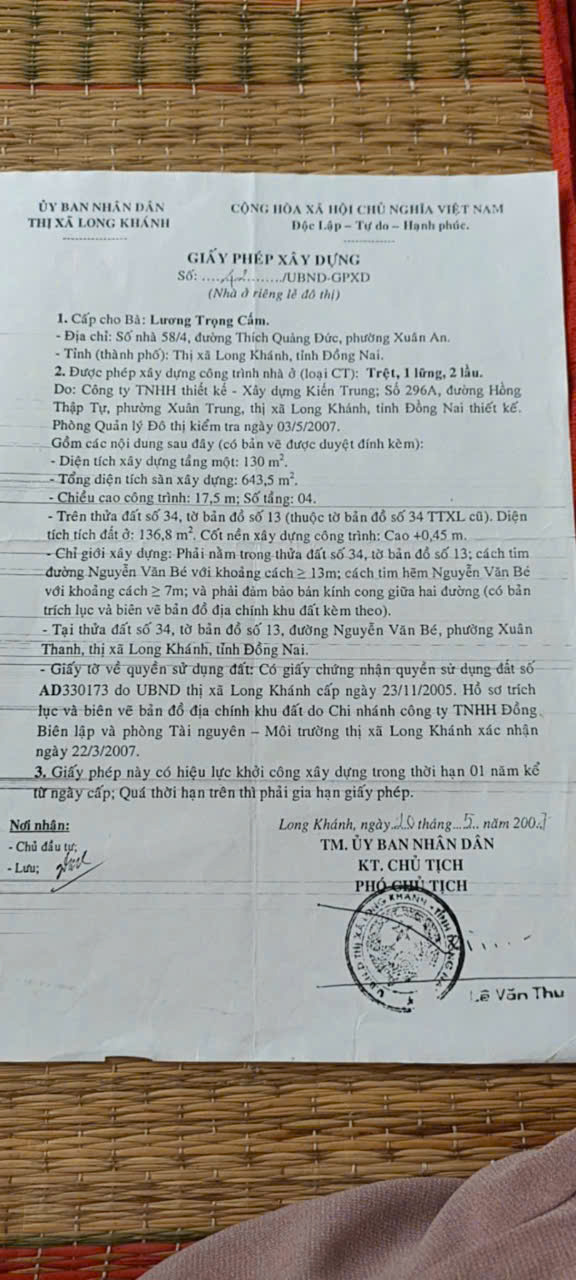 ỦY BAN NHÂN DÂN
THỊ XÃ LONG KHÁNH
CỘNG HÒA XÃ HỘI CHỦ NGHĨA VIỆT NAM
Độc Lập – Tự do – Hạnh phúc.
GIẤY PHÉP XÂY DỰNG
Số: ....42......../UBND-GPXD
(Nhà ở riêng lẻ đô thị)
1. Cấp cho Bà: Lương Trọng Cắm.
- Địa chỉ: Số nhà 58/4, đường Thích Quảng Đức, phường Xuân An.
- Tỉnh (thành phố): Thị xã Long Khánh, tỉnh Đồng Nai.
2. Được phép xây dựng công trình nhà ở (loại CT): Trệt, 1 lửng, 2 lầu.
Do: Công ty TNHH thiết kế - Xây dựng Kiến Trung; Số 296A, đường Hồng
Thập Tự, phường Xuân Trung, thị xã Long Khánh, tỉnh Đồng Nai thiết kế.
Phòng Quản lý Đô thị kiểm tra ngày 03/5/2007.
Gồm các nội dung sau đây (có bản vẽ được duyệt đính kèm):
- Diện tích xây dựng tầng một: 130 m².
- Tổng diện tích sàn xây dựng: 643,5 m².
- Chiều cao công trình: 17,5 m; Số tầng: 04.
- Trên thửa đất số 34, tờ bản đồ số 13 (thuộc tờ bản đồ số 34 TTXL cũ). Diện
tích tích đất ở: 136,8 m². Cốt nền xây dựng công trình: Cao +0,45 m.
- Chỉ giới xây dựng: Phải nằm trong thửa đất số 34, tờ bản đồ số 13; cách tim
đường Nguyễn Văn Bé với khoảng cách ≥ 13m; cách tim hẻm Nguyễn Văn Bé
với khoảng cách ≥ 7m; và phải đảm bảo bán kính cong giữa hai đường (có bản
trích lục và biên vẽ bản đồ địa chính khu đất kèm theo).
- Tại thửa đất số 34, tờ bản đồ số 13, đường Nguyễn Văn Bé, phường Xuân
Thanh, thị xã Long Khánh, tỉnh Đồng Nai.
- Giấy tờ về quyền sử dụng đất: Có giấy chứng nhận quyền sử dụng đất số
AD330173 do UBND thị xã Long Khánh cấp ngày 23/11/2005. Hồ sơ trích
lục và biên vẽ bản đồ địa chính khu đất do Chi nhánh công ty TNHH Đồng
Biên lập và phòng Tài nguyên – Môi trường thị xã Long Khánh xác nhận
ngày 22/3/2007.
3. Giấy phép này có hiệu lực khởi công xây dựng trong thời hạn 01 năm kể
từ ngày cấp; Quá thời hạn trên thì phải gia hạn giấy phép.
Nơi nhận:
- Chủ đầu tư;
- Lưu;
Long Khánh, ngày 10 tháng...5.. năm 2007
TM. ỦY BAN NHÂN DÂN
KT. CHỦ TỊCH
PHÓ CHỦ TỊCH
U.B.N.D THỊ XÃ LONG KHÁNH - TỈNH ĐỒNG NAI
Lê Văn Thu